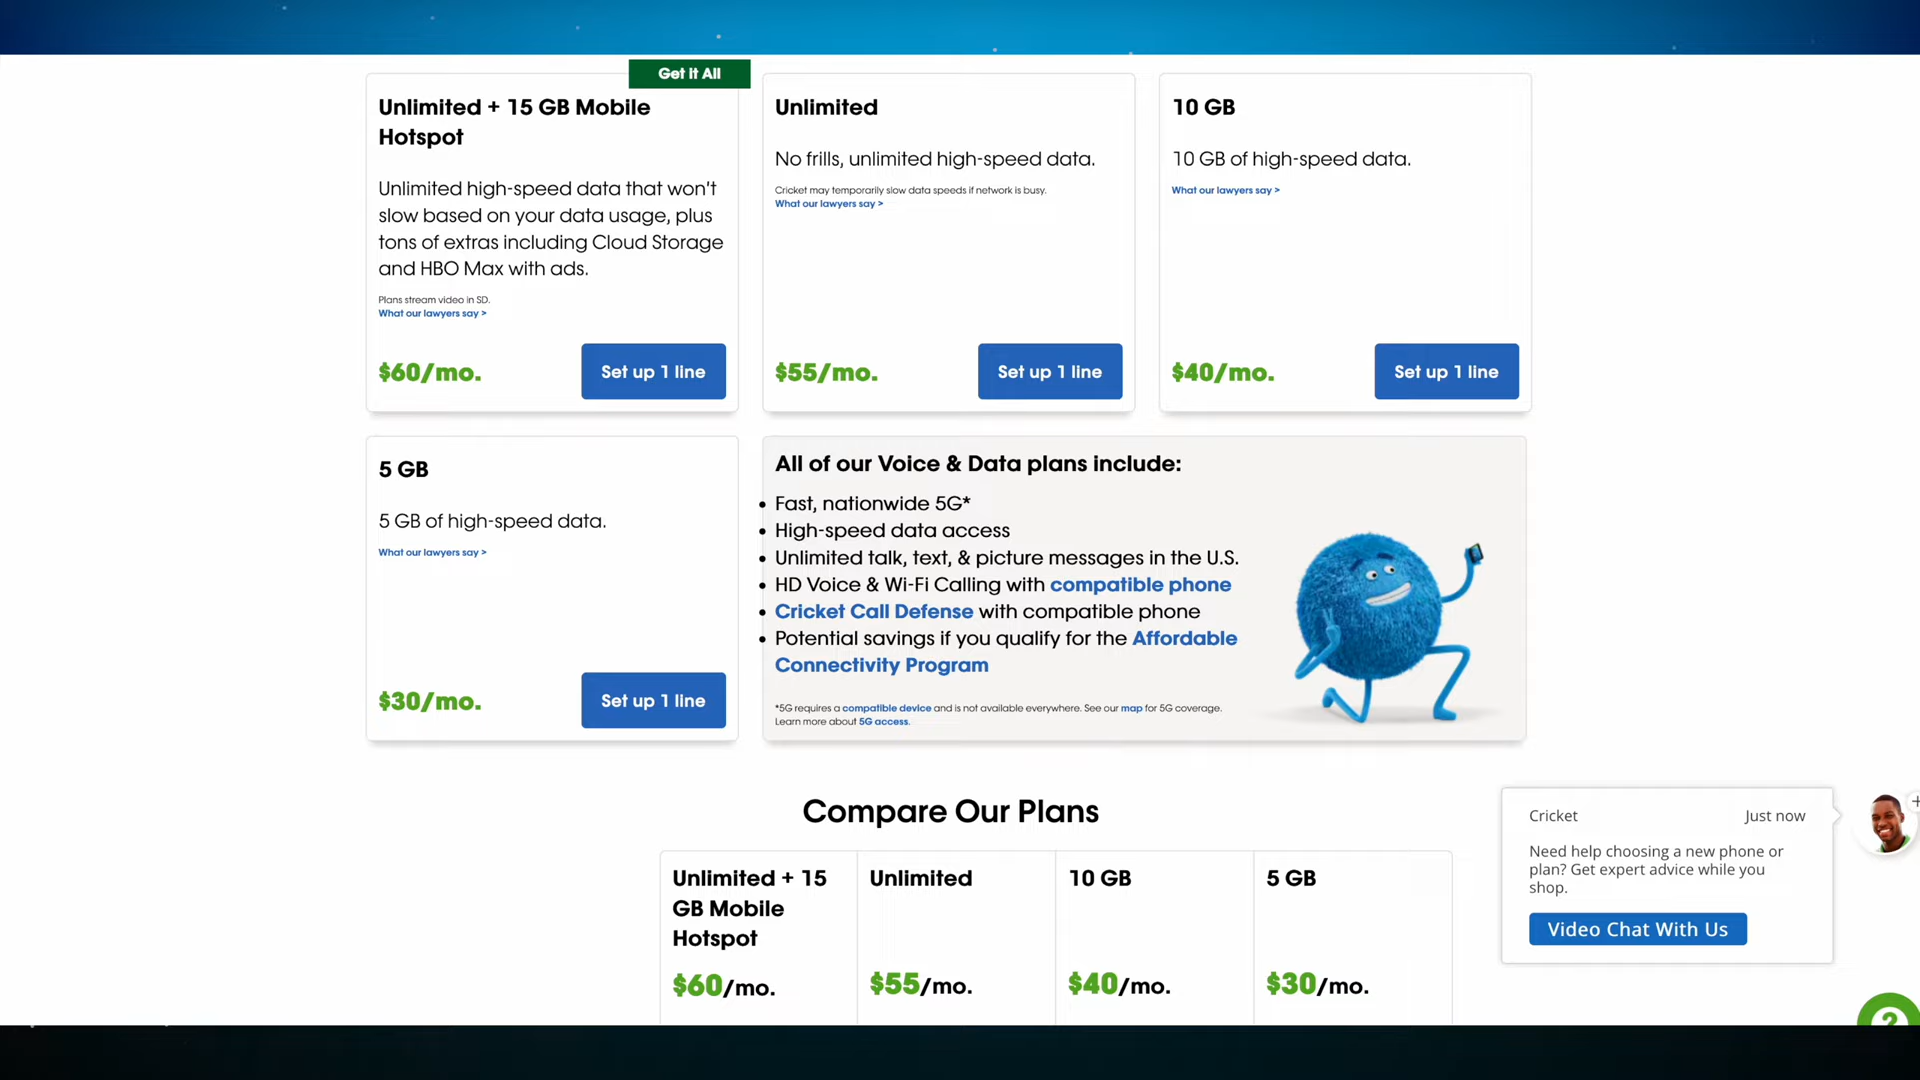 Get it All
Unlimited + 15 GB Mobile
Hotspot
Unlimited high-speed data that won't
slow based on your data usage, plus
tons of extras including Cloud Storage
and HBO Max with ads.
Plans stream video in SD.
What our lawyers say >
$60/mo.
Set up 1 line
Unlimited
No frills, unlimited high-speed data.
Cricket may temporarily slow data speeds if network is busy.
What our lawyers say >
$55/mo.
Set up 1 line
10 GB
10 GB of high-speed data.
What our lawyers say >
$40/mo.
Set up 1 line
5 GB
5 GB of high-speed data.
What our lawyers say >
$30/mo.
Set up 1 line
All of our Voice & Data plans include:
• Fast, nationwide 5G*
• High-speed data access
• Unlimited talk, text, & picture messages in the U.S.
• HD Voice & Wi-Fi Calling with compatible phone
• Cricket Call Defense with compatible phone
• Potential savings if you qualify for the Affordable
Connectivity Program
*5G requires a compatible device and is not available everywhere. See our map for 5G coverage.
Learn more about 5G access.
Compare Our Plans
Unlimited + 15
GB Mobile
Hotspot
$60/mo.
Unlimited
$55/mo.
10 GB
$40/mo.
5 GB
$30/mo.
Cricket
Just now
Need help choosing a new phone or
plan? Get expert advice while you
shop.
Video Chat With Us
+
?